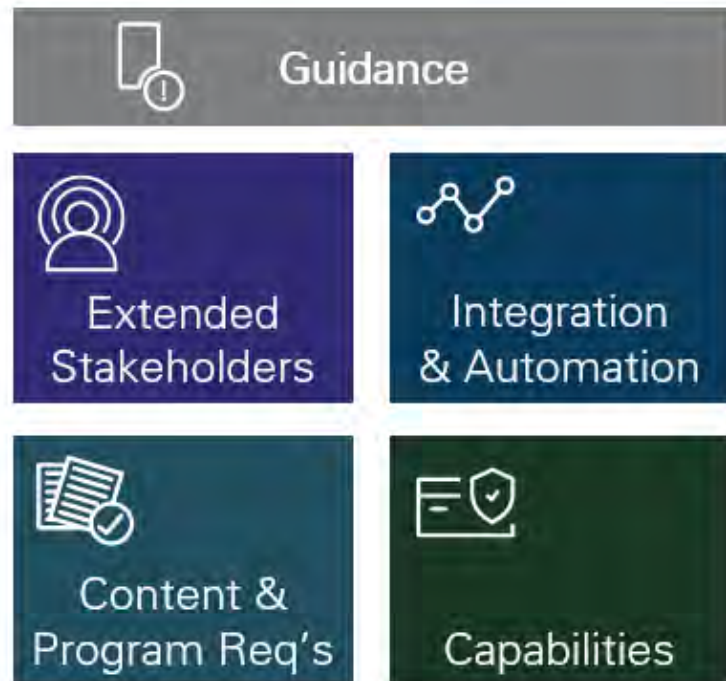 Guidance
Extended
Stakeholders
Integration
& Automation
Content &
Program Req's
Capabilities